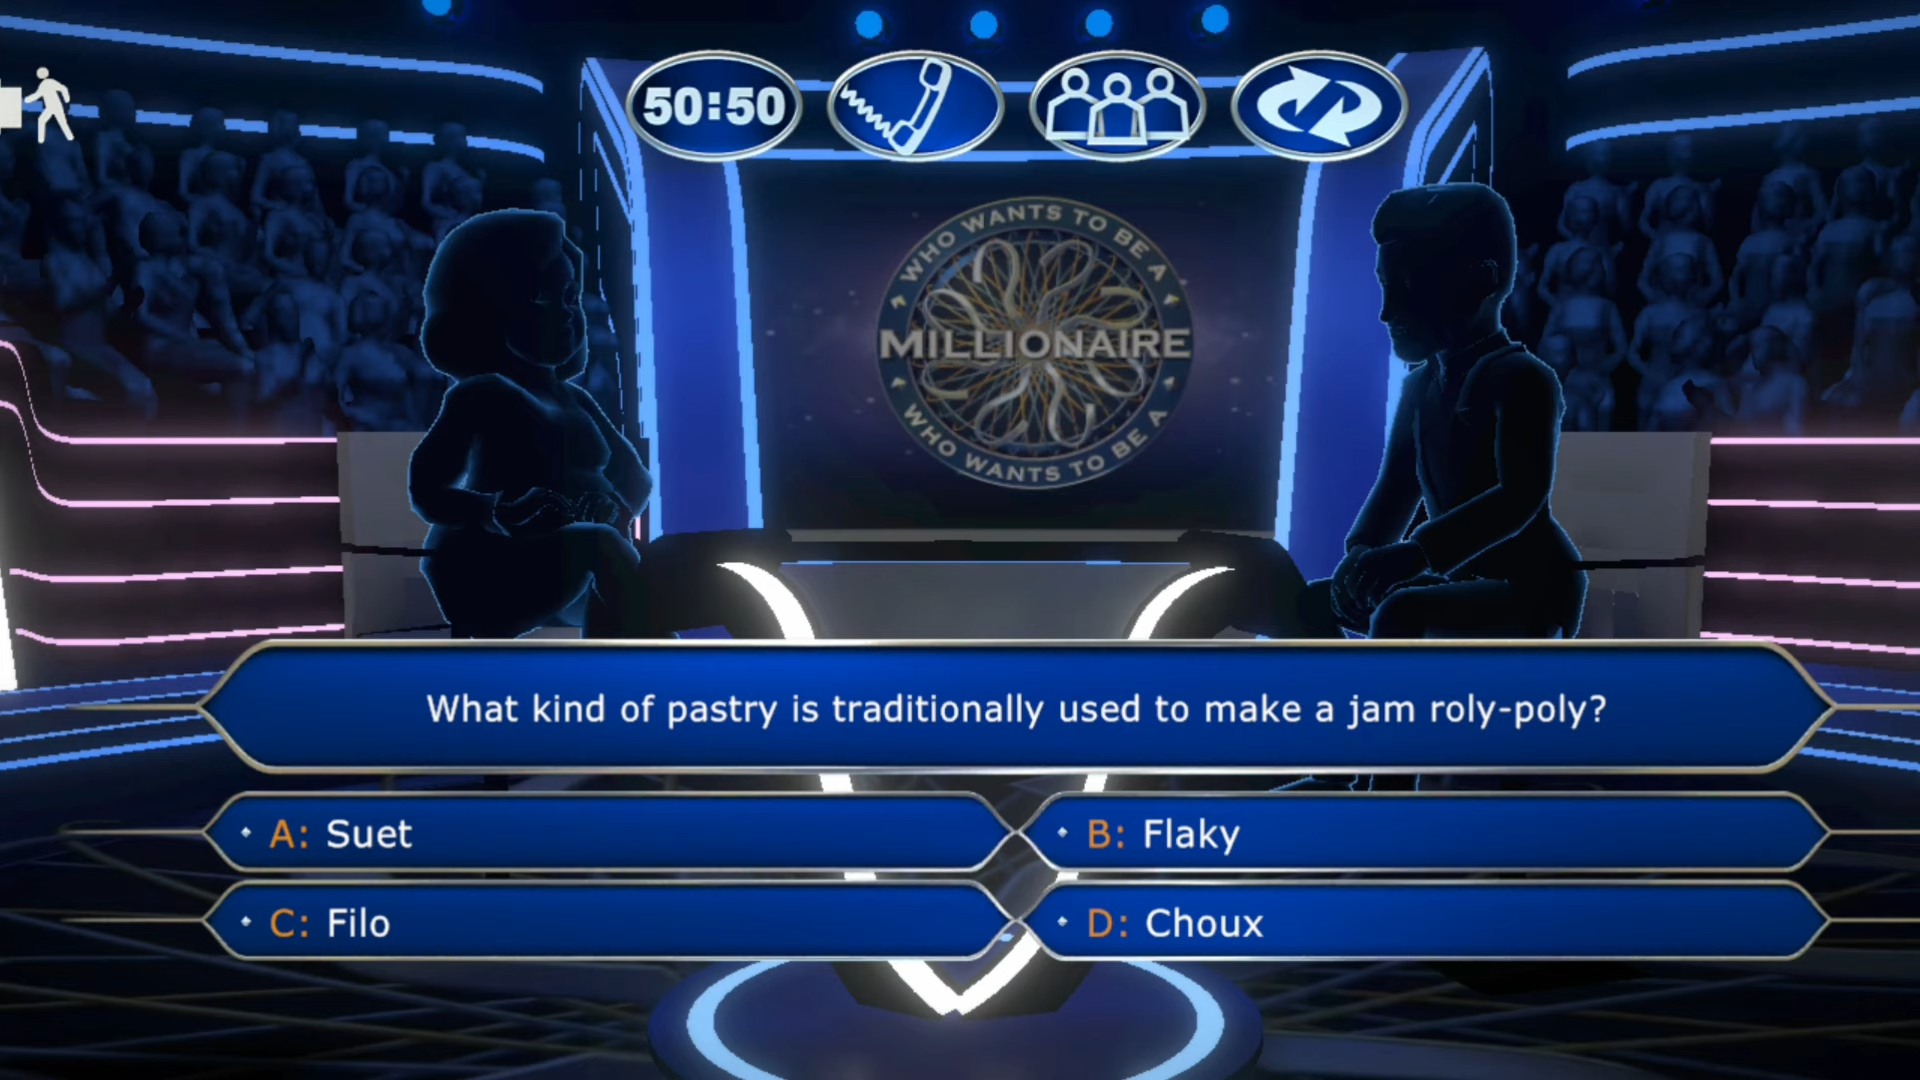 50:50
WHO WANTS TO BE A
MILLIONAIRE
WHO WANTS TO BE A
What kind of pastry is traditionally used to make a jam roly-poly?
A: Suet
B: Flaky
C: Filo
D: Choux